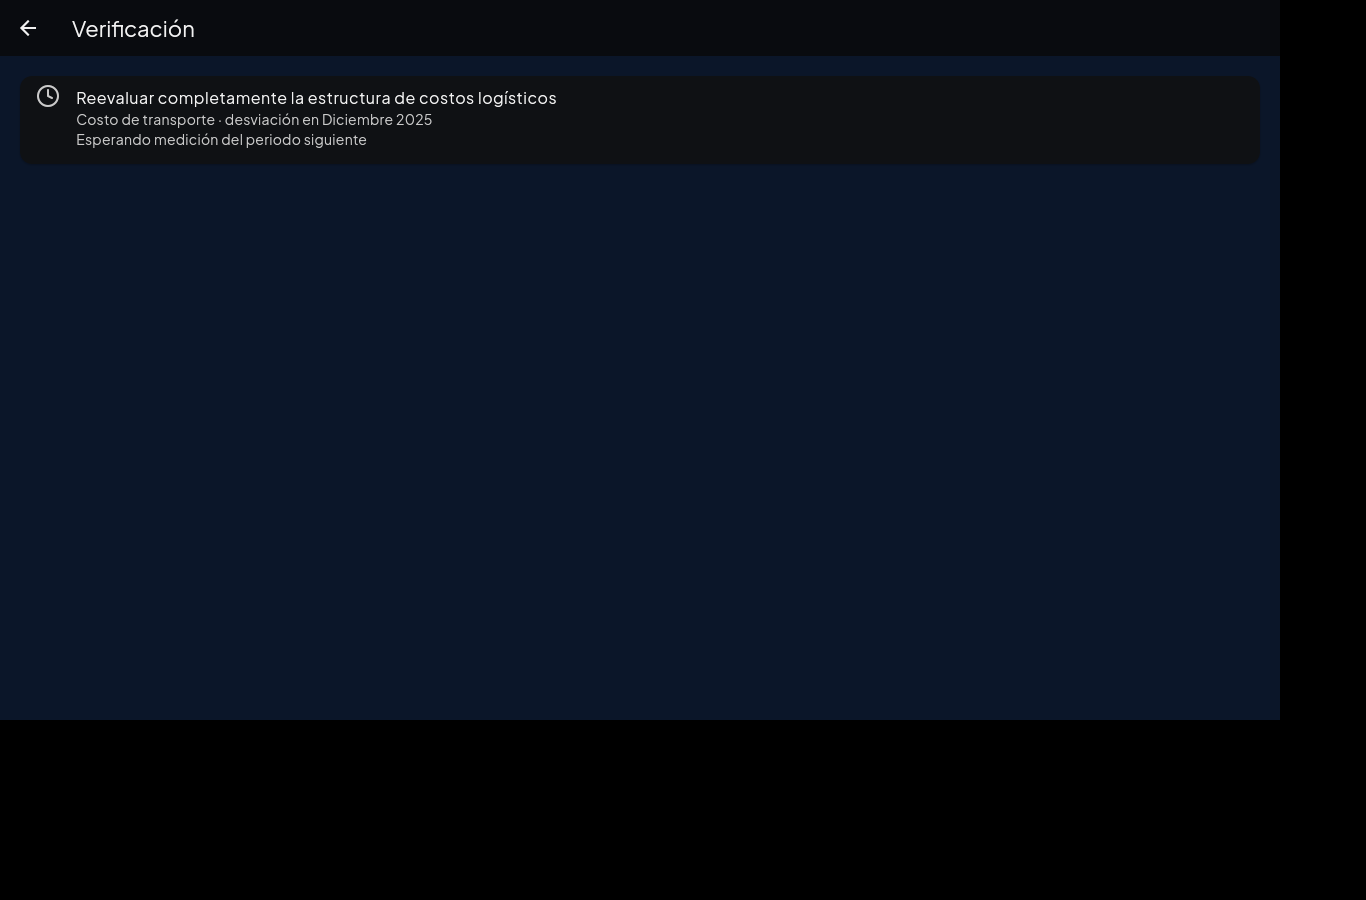 Verificación
Reevaluar completamente la estructura de costos logísticos
Costo de transporte · desviación en Diciembre 2025
Esperando medición del periodo siguiente